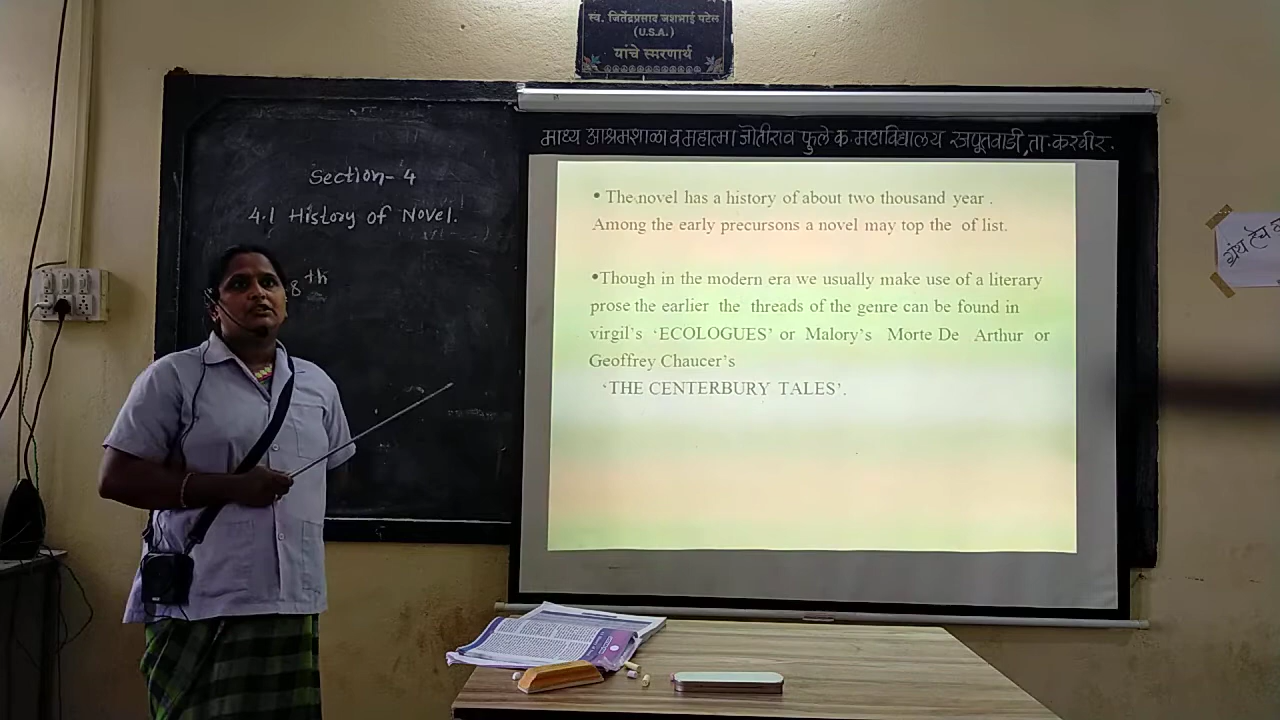 स्व. जितेंद्रप्रसाद जशभाई पटेल
(U.S.A.)
यांचे स्मरणार्थ
माध्य आश्रमशाळा व महात्मा जोतीराव फुले क. महाविद्यालय रजपूतवाडी, ता. करवीर.
Section-4
4.1 History of Novel.
8th
• The novel has a history of about two thousand year .
Among the early precursons a novel may top the of list.
•Though in the modern era we usually make use of a literary
prose the earlier the threads of the genre can be found in
virgil's ‘ECOLOGUES’ or Malory's Morte De Arthur or
Geoffrey Chaucer's
‘THE CENTERBURY TALES’.